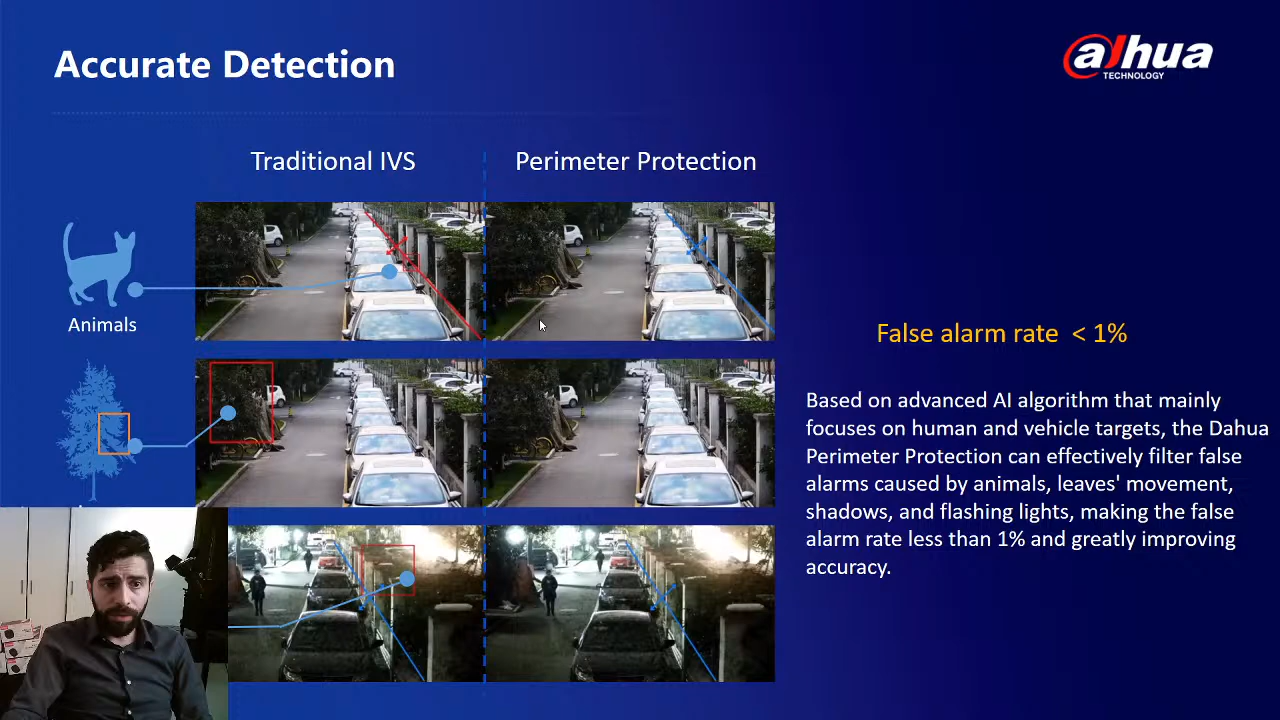 Accurate Detection
alhua
TECHNOLOGY
Traditional IVS
Perimeter Protection
Animals
False alarm rate < 1%
Based on advanced AI algorithm that mainly
focuses on human and vehicle targets, the Dahua
Perimeter Protection can effectively filter false
alarms caused by animals, leaves' movement,
shadows, and flashing lights, making the false
alarm rate less than 1% and greatly improving
accuracy.